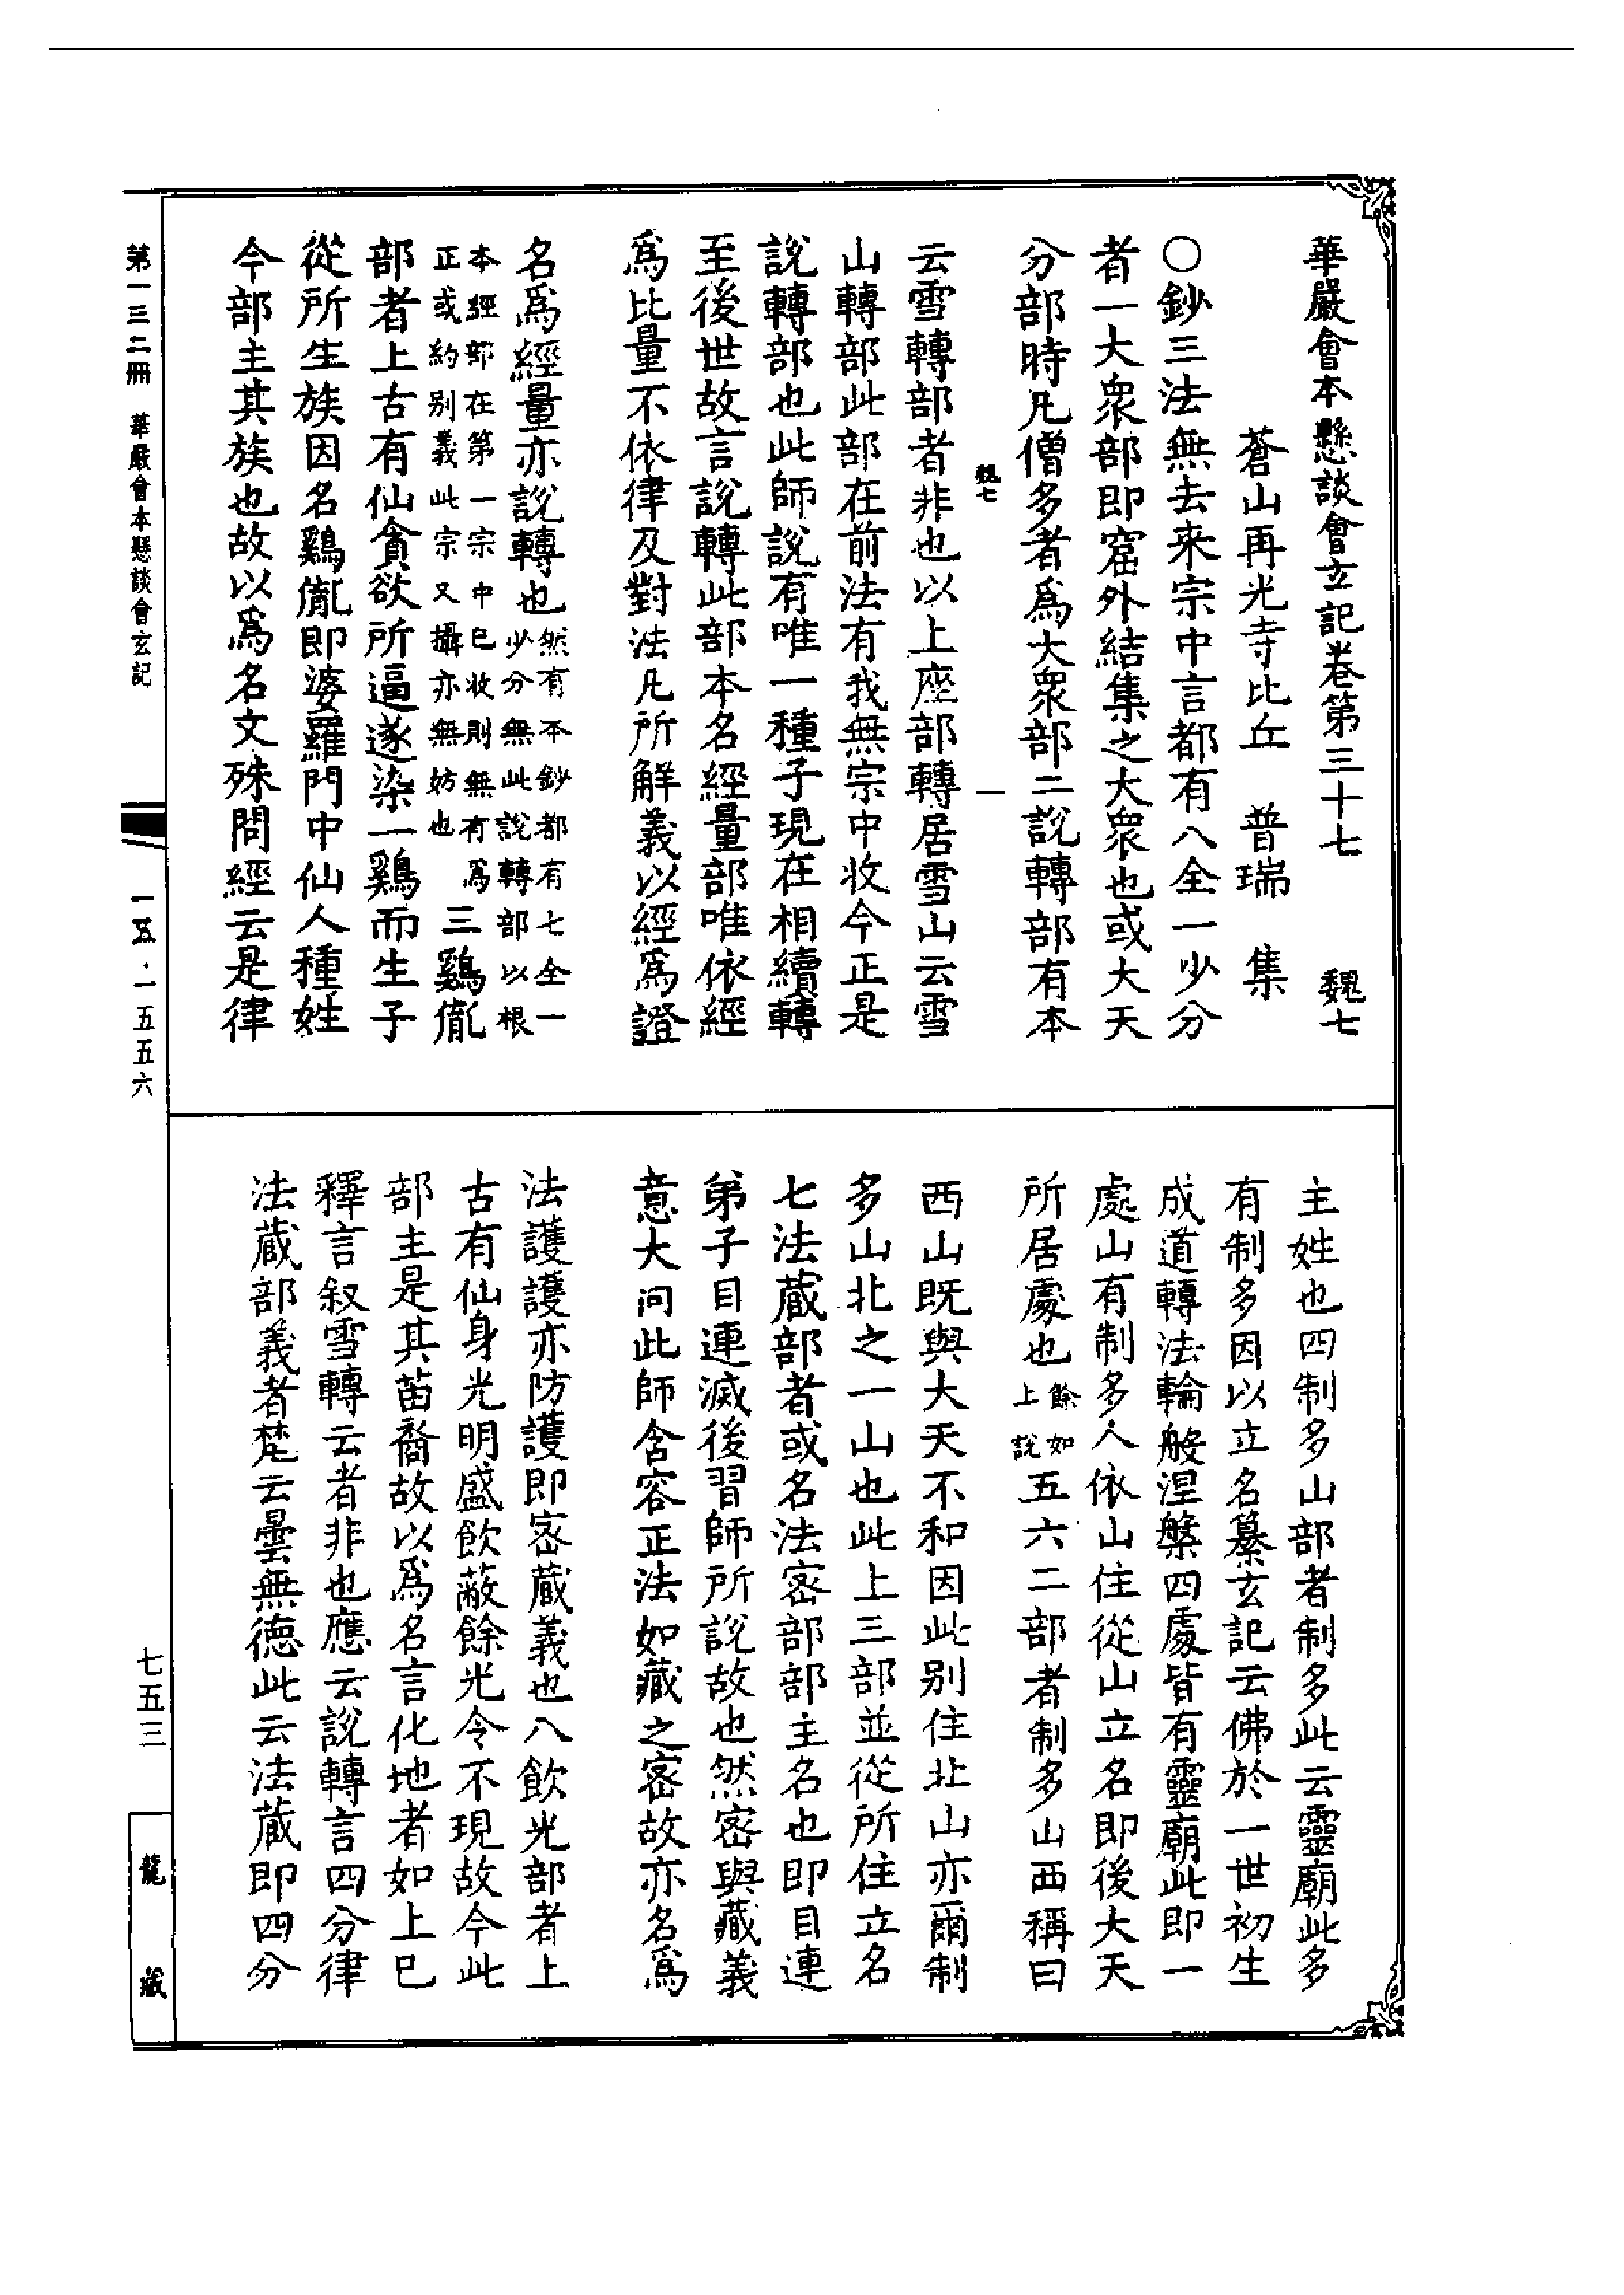 華嚴會本懸談會玄記卷第三十七　魏七
蒼山再光寺比丘　普瑞　集
〇鈔三法無去来宗中言都有八全一少分
者一大衆部即窟外結集之大衆也或大天
分部時凡僧多者爲大衆部二說轉部有本
魏七　一
云雪轉部者非也以上座部轉居雪山云雪
山轉部此部在前法有我無宗中收今正是
說轉部也此師說有唯一種子現在相續轉
至後世故言說轉此部本名經量部唯依經
爲比量不依律及對法凡所解義以經爲證
名爲經量亦說轉也然有本鈔都有七全一
少分無此說轉部以根
本經部在第一宗中已收則無有爲
正或約别義此宗又攝亦無妨也三鷄胤
部者上古有仙貪欲所逼遂染一鷄而生子
從所生族因名鷄胤即婆羅門中仙人種姓
今部主其族也故以爲名文殊問經云是律
主姓也四制多山部者制多此云靈廟此多
有制多因以立名纂玄記云佛於一世初生
成道轉法輪般涅槃四處皆有靈廟此即一
處山有制多人依山住從山立名即後大天
所居處也餘如
上說五六二部者制多山西稱曰
西山既與大天不和因此别住北山亦爾制
多山北之一山也此上三部並從所住立名
七法蔵部者或名法宻部部主名也即目連
弟子目連滅後習師所說故也然宻與藏義
意大同此師含容正法如藏之宻故亦名爲
法護護亦防護即宻蔵義也八飲光部者上
古有仙身光明盛飲蔽餘光令不現故今此
部主是其苗裔故以爲名言化地者如上已
釋言叙雪轉云者非也應云說轉言四分律
法蔵部義者梵云曇無德此云法蔵即四分
第一三二冊　華嚴會本懸談會玄記
一五·一五五六
七五三
龍藏